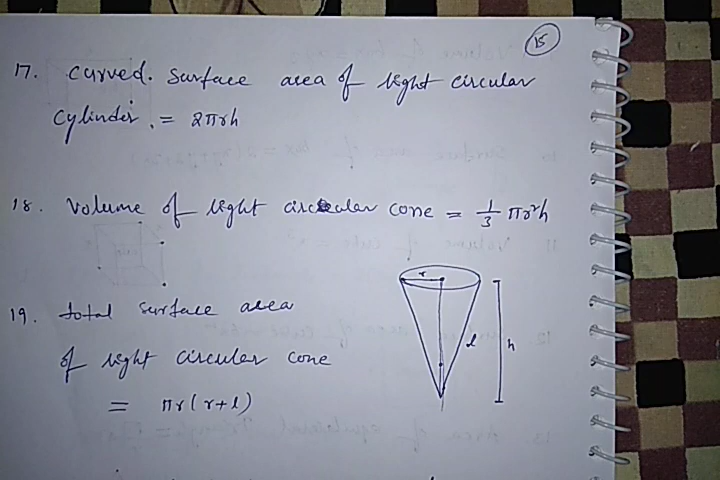 15
17. Curved. Surface area of right circular
Cylinder. = 2πrh
18. Volume of right circular cone = 1/3 πr²h
19. total surface area
of right circular cone
= πr(r+l)
r
l
h